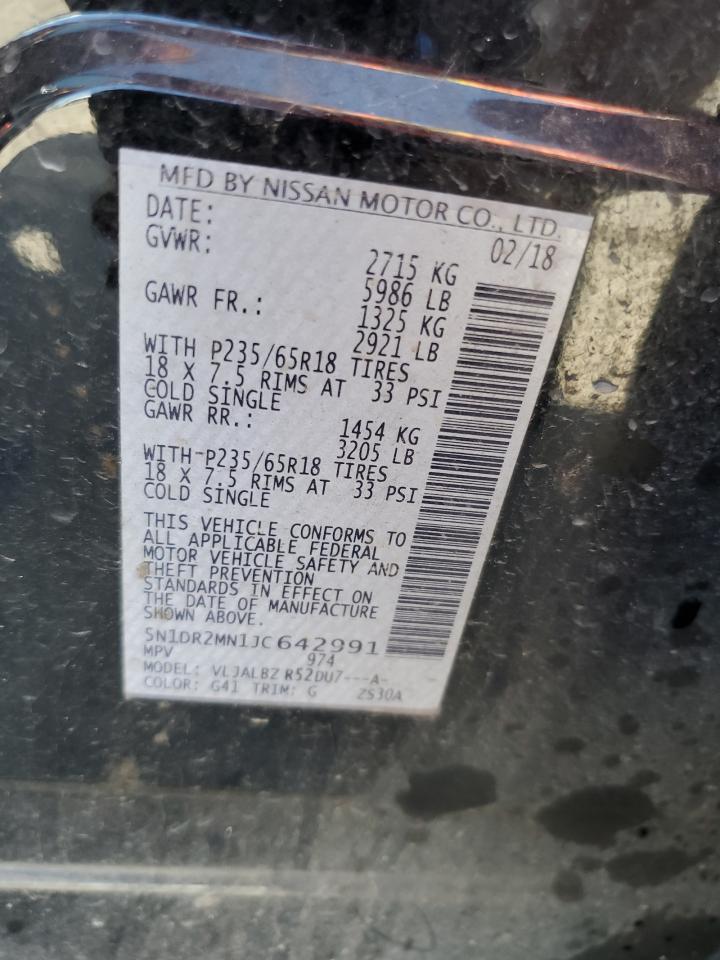 MFD BY NISSAN MOTOR CO., LTD.
DATE: 02/18
GVWR: 2715 KG
5986 LB
GAWR FR.: 1325 KG
2921 LB
WITH P235/65R18 TIRES
18 X 7.5 RIMS AT 33 PSI
COLD SINGLE
GAWR RR.: 1454 KG
3205 LB
WITH P235/65R18 TIRES
18 X 7.5 RIMS AT 33 PSI
COLD SINGLE
THIS VEHICLE CONFORMS TO
ALL APPLICABLE FEDERAL
MOTOR VEHICLE SAFETY AND
THEFT PREVENTION
STANDARDS IN EFFECT ON
THE DATE OF MANUFACTURE
SHOWN ABOVE.
5N1DR2MN1JC642991
MPV 974
MODEL: VLJALBZ R52DU7---A-
COLOR: G41 TRIM: G ZS30A